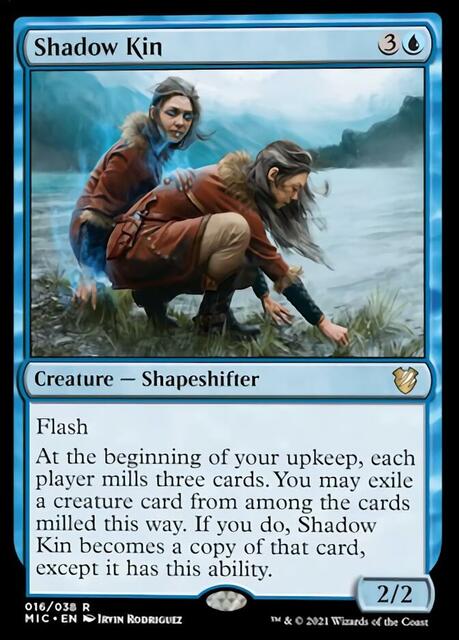 Shadow Kin 3
Creature — Shapeshifter
Flash
At the beginning of your upkeep, each
player mills three cards. You may exile
a creature card from among the cards
milled this way. If you do, Shadow
Kin becomes a copy of that card,
except it has this ability.
2/2
016/038 R
MIC • EN Irvin Rodriguez
™ & © 2021 Wizards of the Coast